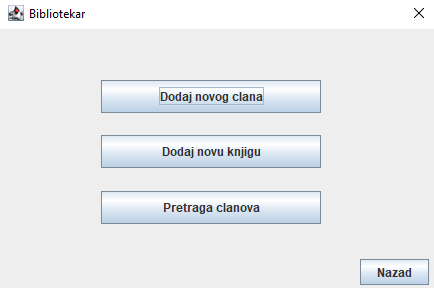 Bibliotekar
Dodaj novog clana
Dodaj novu knjigu
Pretraga clanova
Nazad